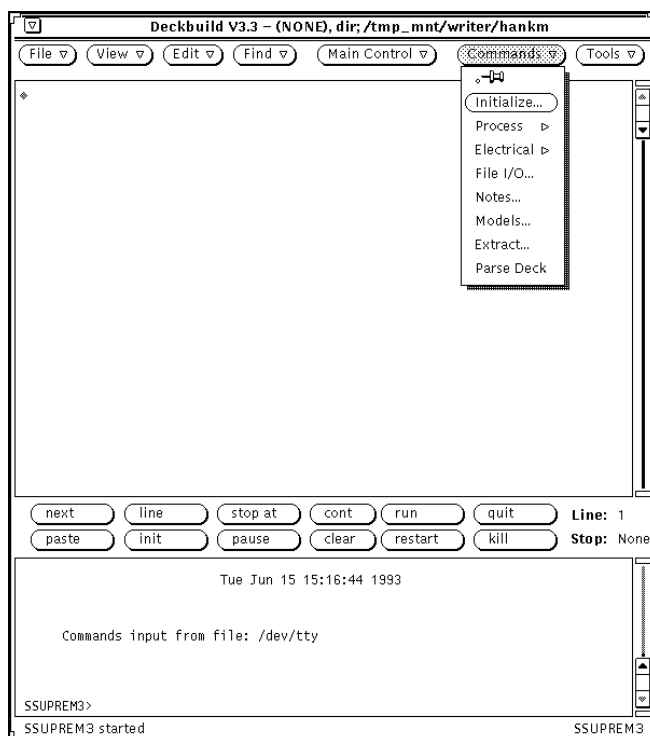 Deckbuild V3.3 – (NONE), dir; /tmp_mnt/writer/hankm
File View Edit Find Main Control Commands Tools
Initialize...
Process
Electrical
File I/O...
Notes...
Models...
Extract...
Parse Deck
next line stop at cont run quit Line: 1
paste init pause clear restart kill Stop: None
Tue Jun 15 15:16:44 1993
Commands input from file: /dev/tty
SSUPREM3>
SSUPREM3 started SSUPREM3